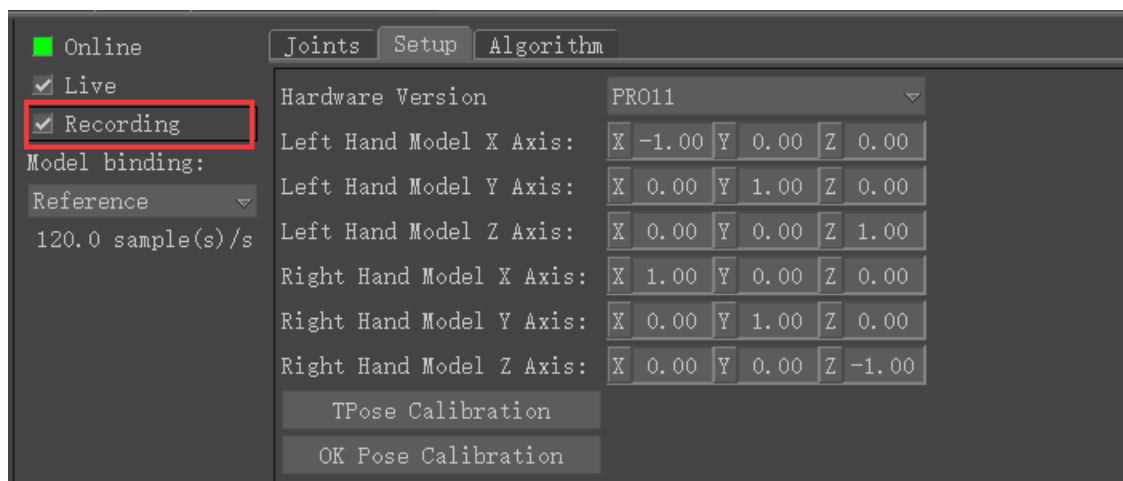 Online
Live
Recording
Model binding:
Reference
120.0 sample(s)/s
Joints Setup Algorithm
Hardware Version PRO11
Left Hand Model X Axis: X -1.00 Y 0.00 Z 0.00
Left Hand Model Y Axis: X 0.00 Y 1.00 Z 0.00
Left Hand Model Z Axis: X 0.00 Y 0.00 Z 1.00
Right Hand Model X Axis: X 1.00 Y 0.00 Z 0.00
Right Hand Model Y Axis: X 0.00 Y 1.00 Z 0.00
Right Hand Model Z Axis: X 0.00 Y 0.00 Z -1.00
TPose Calibration
OK Pose Calibration